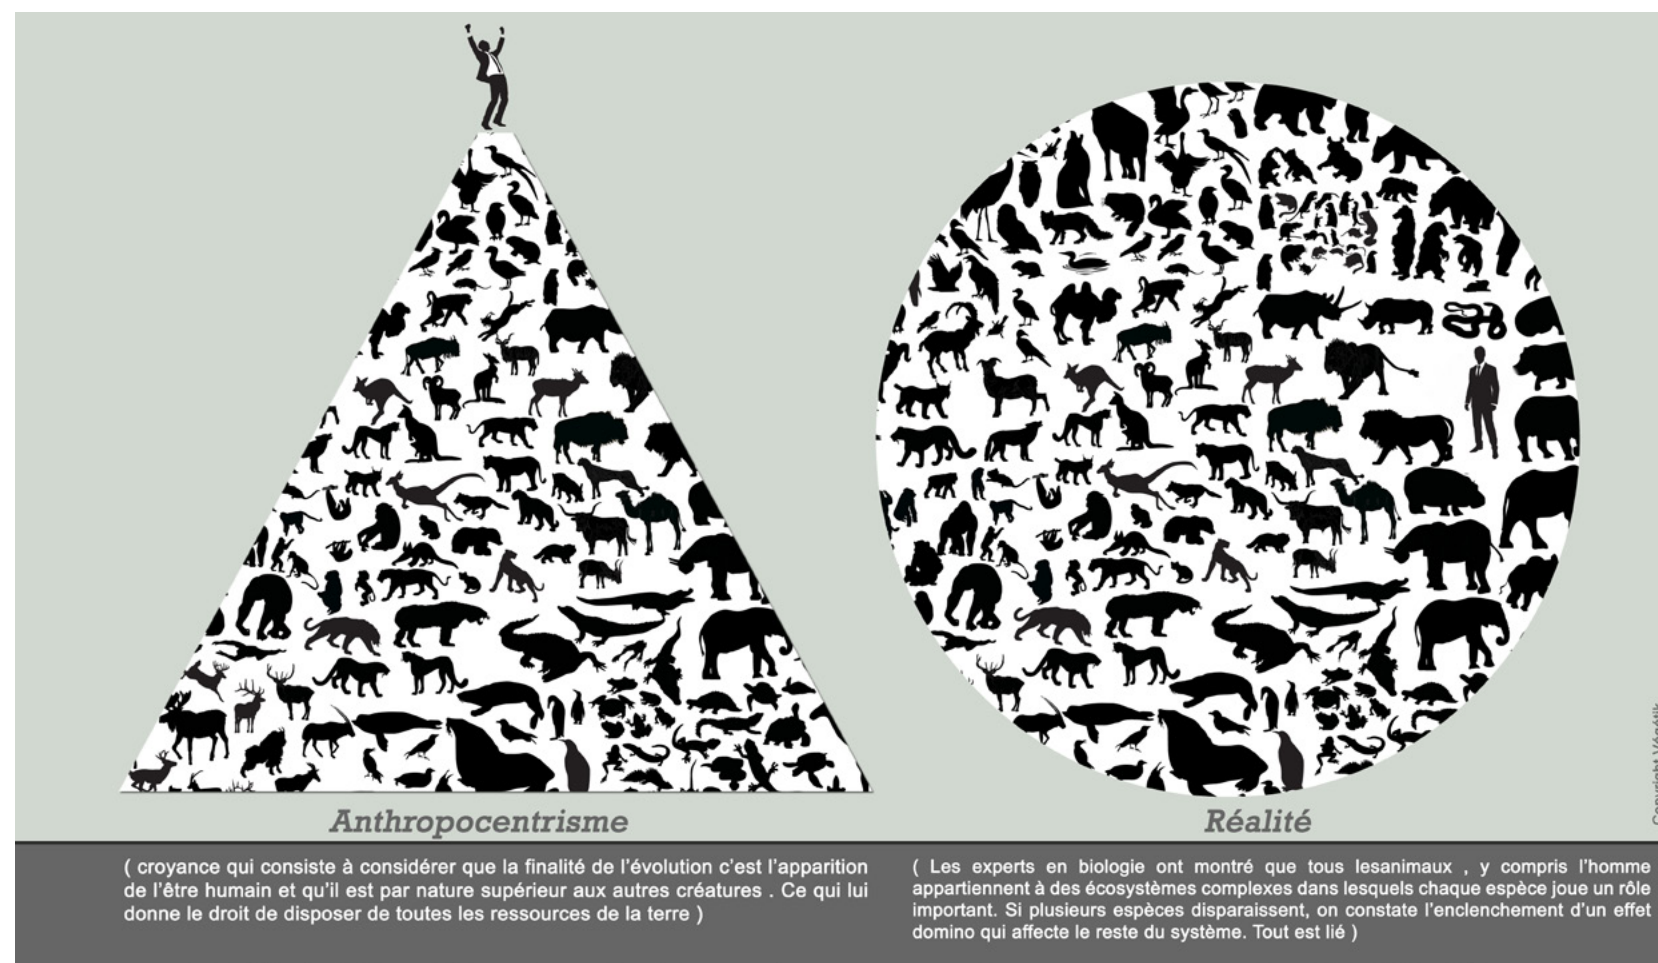 Anthropocentrisme
( croyance qui consiste à considérer que la finalité de l'évolution c'est l'apparition
de l'être humain et qu'il est par nature supérieur aux autres créatures . Ce qui lui
donne le droit de disposer de toutes les ressources de la terre )
Réalité
( Les experts en biologie ont montré que tous lesanimaux , y compris l'homme
appartiennent à des écosystèmes complexes dans lesquels chaque espèce joue un rôle
important. Si plusieurs espèces disparaissent, on constate l'enclenchement d'un effet
domino qui affecte le reste du système. Tout est lié )
Copyright